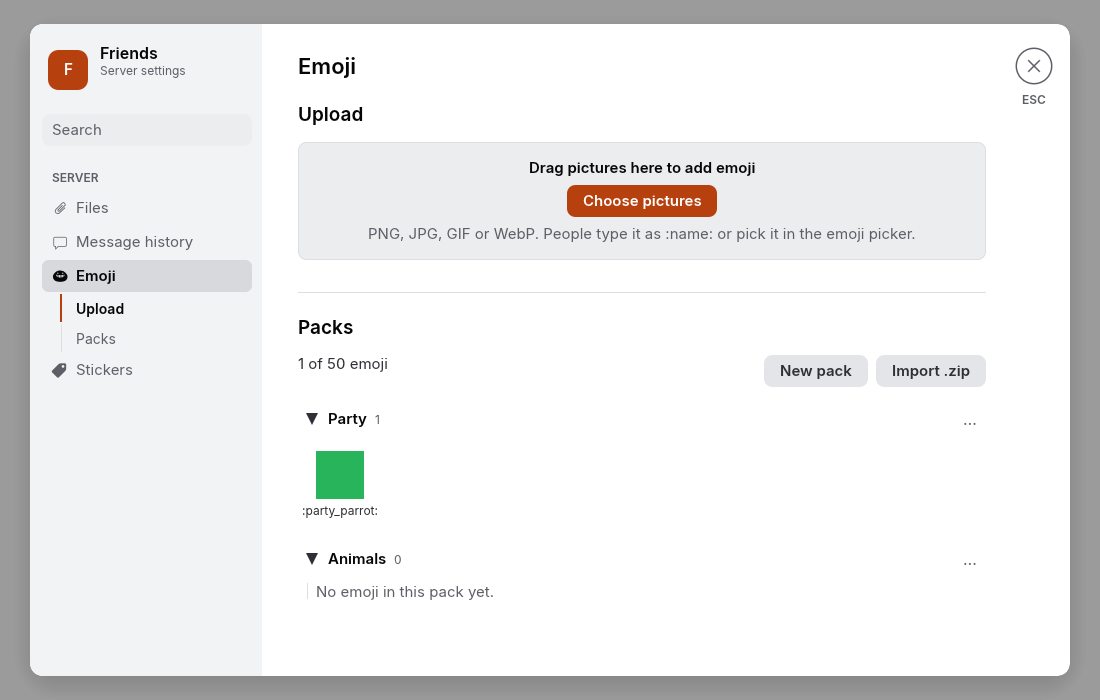 F
Friends
Server settings
Search
SERVER
Files
Message history
Emoji
Upload
Packs
Stickers
Emoji
ESC
Upload
Drag pictures here to add emoji
Choose pictures
PNG, JPG, GIF or WebP. People type it as :name: or pick it in the emoji picker.
Packs
1 of 50 emoji
New pack
Import .zip
Party 1
...
:party_parrot:
Animals 0
...
No emoji in this pack yet.